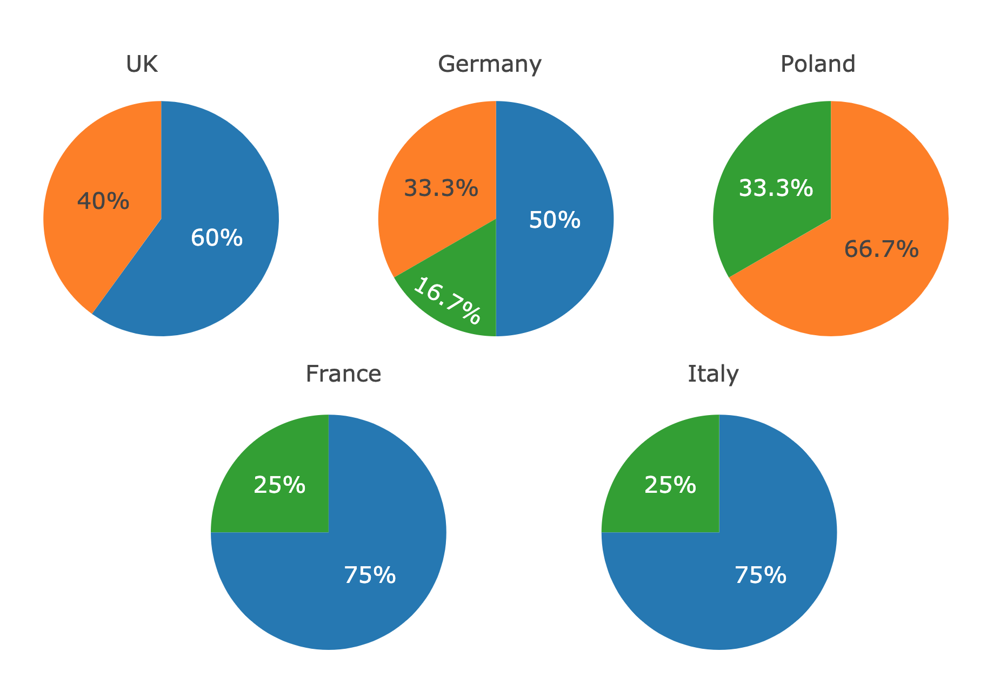 UK
Germany
Poland
40%
60%
33.3%
50%
16.7%
33.3%
66.7%
France
Italy
25%
75%
25%
75%